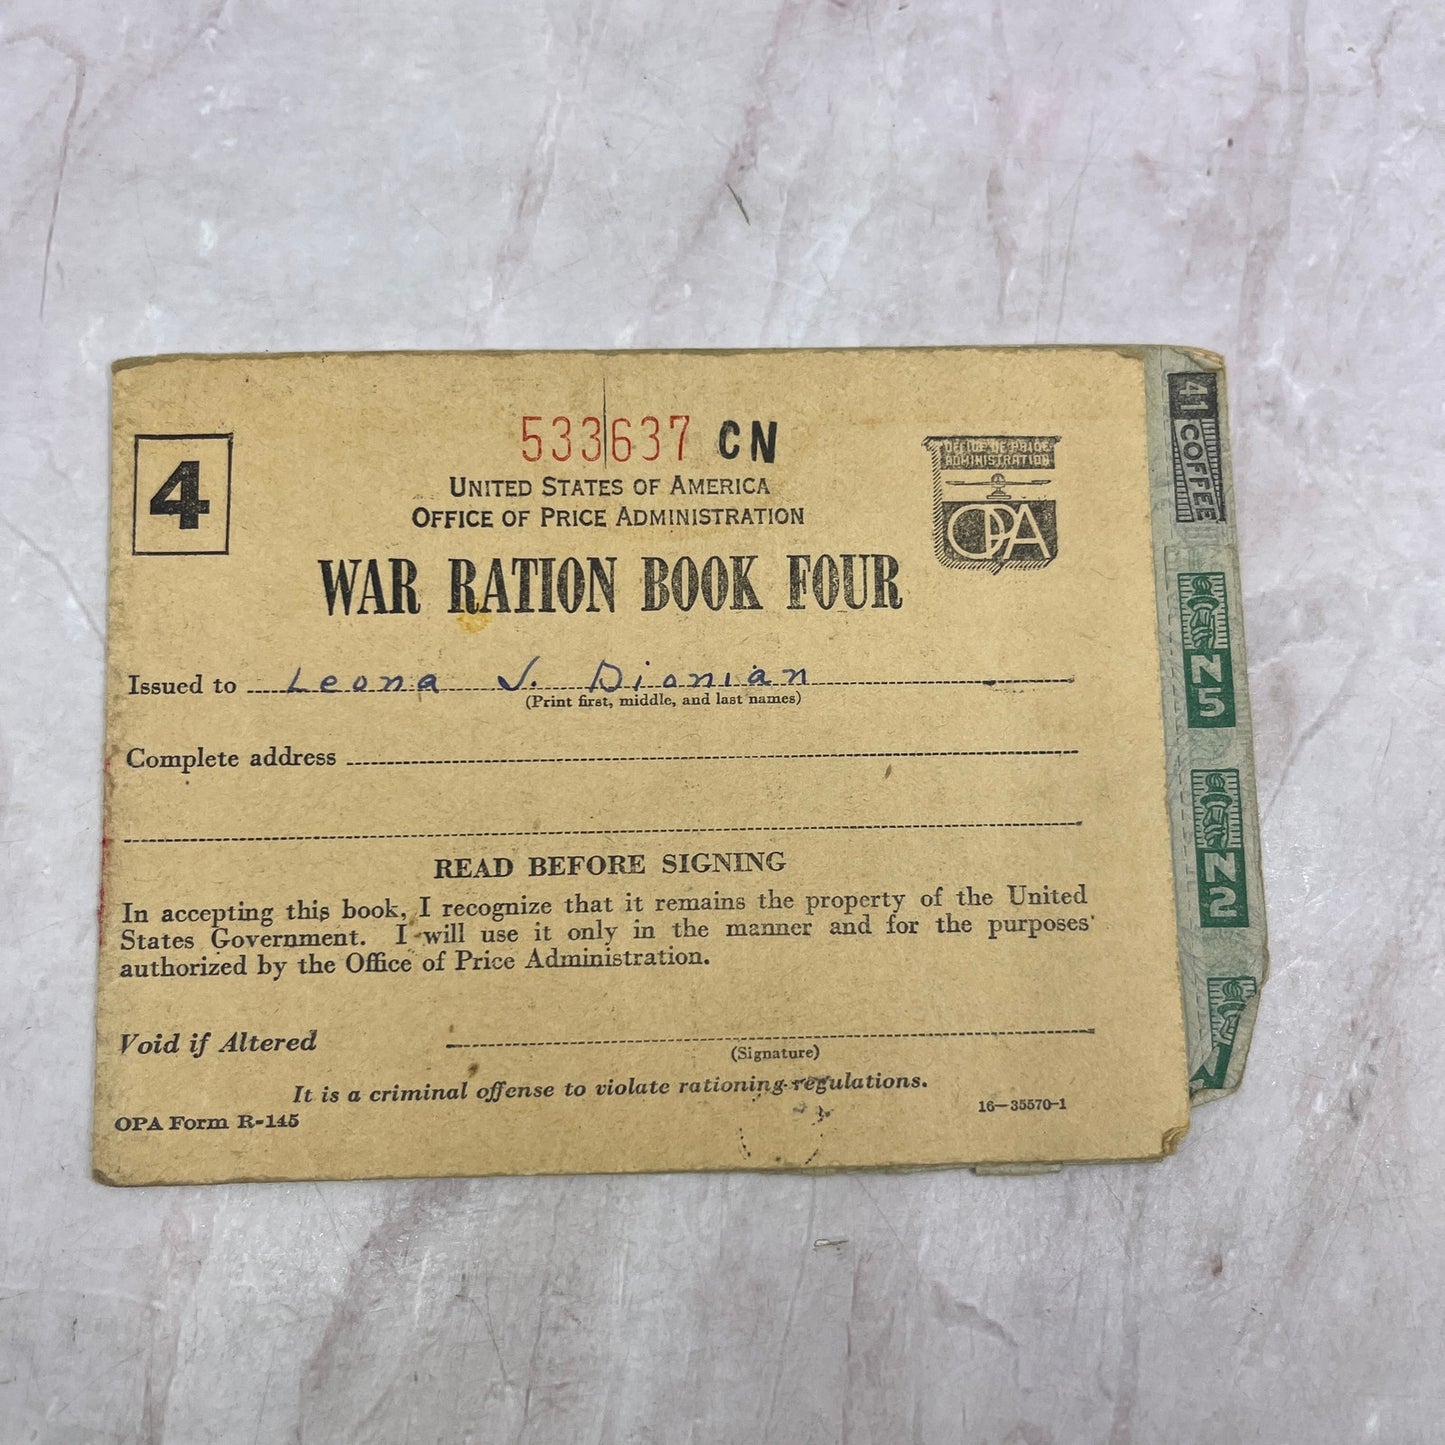 4
533637 CN
UNITED STATES OF AMERICA
OFFICE OF PRICE ADMINISTRATION
OFFICE OF PRICE
ADMINISTRATION
OPA
WAR RATION BOOK FOUR
Issued to Leona J. Dionian
(Print first, middle, and last names)
Complete address
READ BEFORE SIGNING
In accepting this book, I recognize that it remains the property of the United
States Government. I will use it only in the manner and for the purposes
authorized by the Office of Price Administration.
Void if Altered
(Signature)
It is a criminal offense to violate rationing regulations.
OPA Form R-145
16—35570-1
41 COFFEE
N5
N2